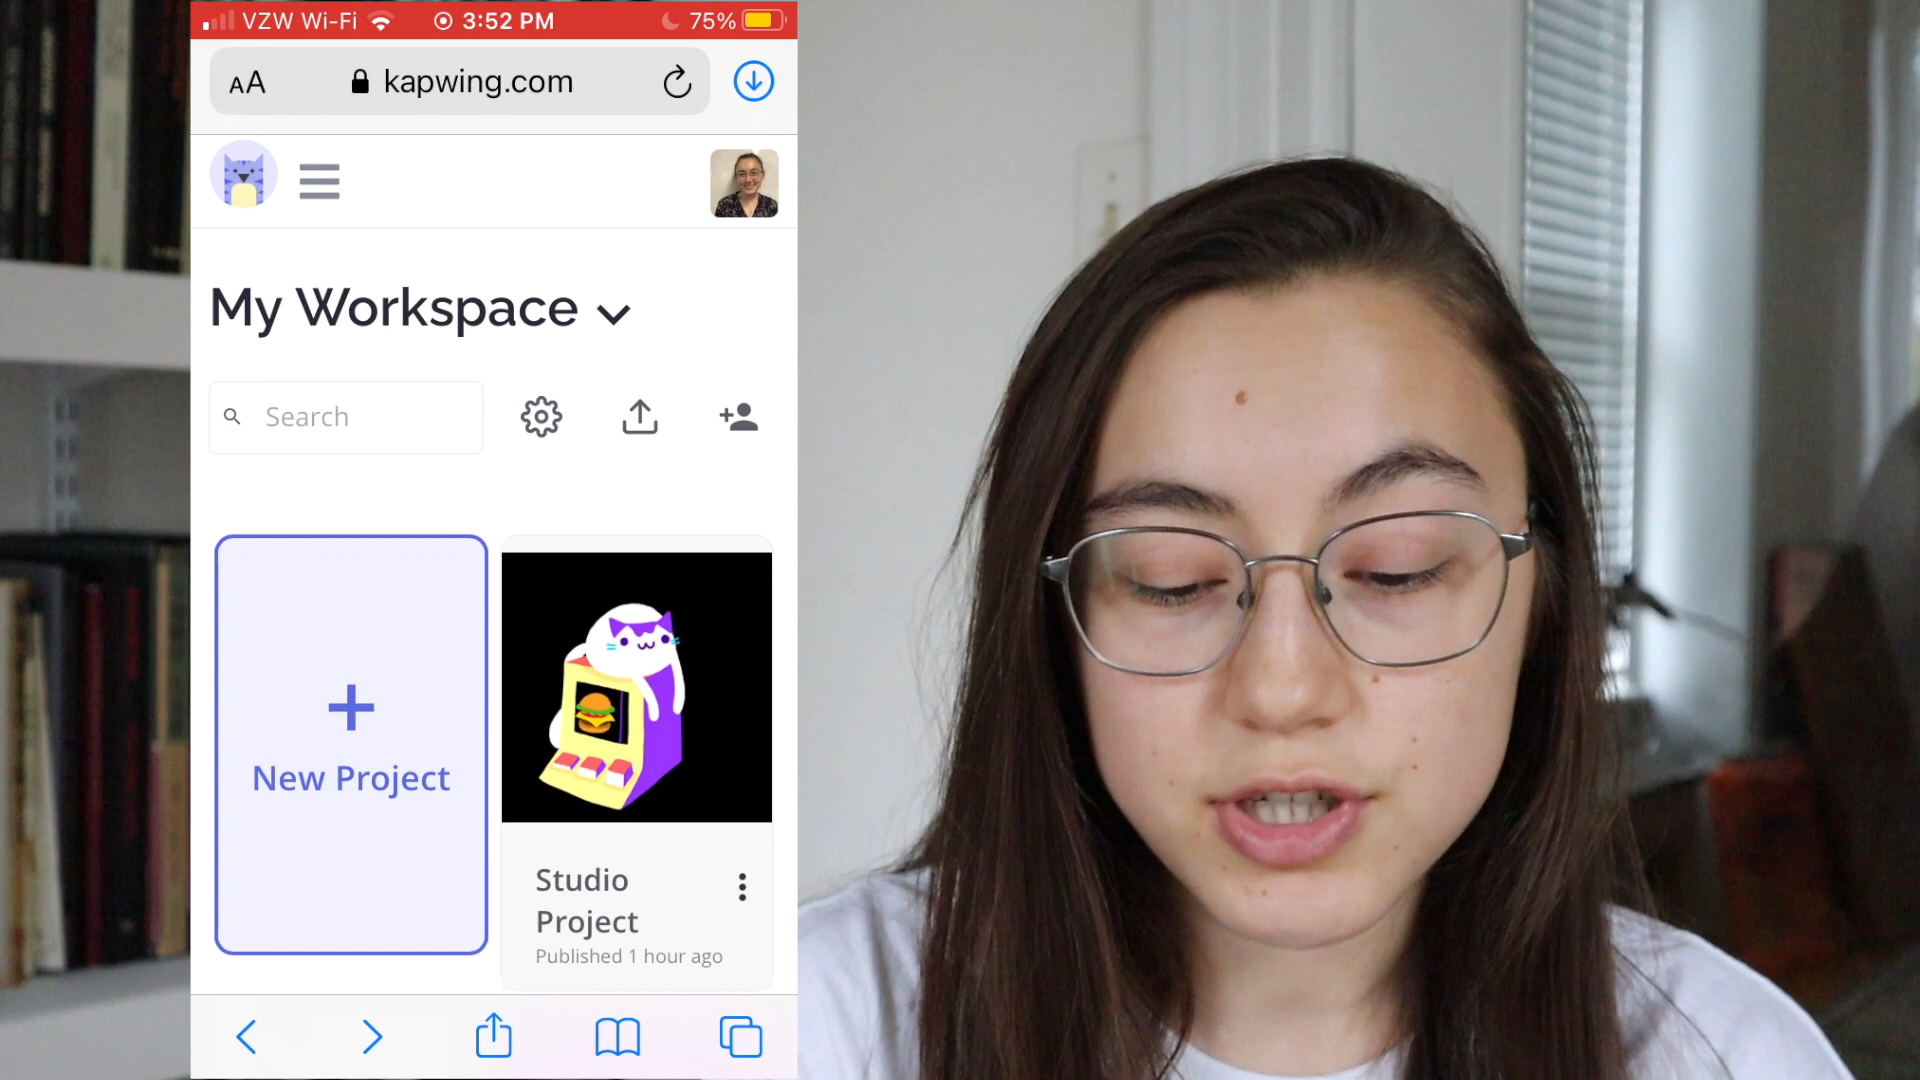 VZW Wi-Fi 3:52 PM 75%
AA kapwing.com
My Workspace
Search
New Project
Studio
Project
Published 1 hour ago